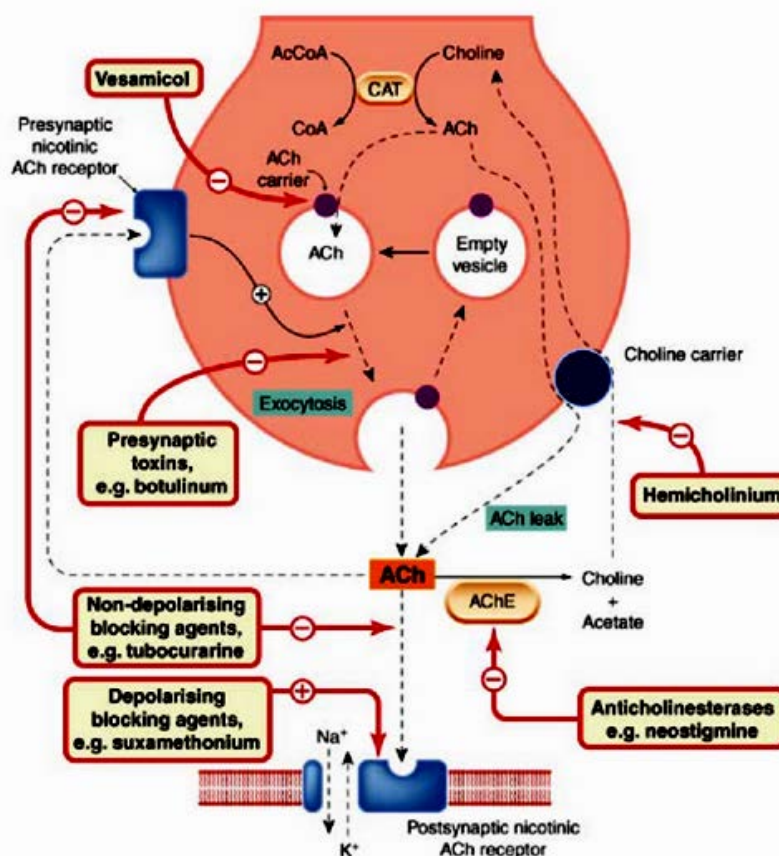 AcCoA
Choline
CAT
CoA
ACh
Vesamicol
Presynaptic
nicotinic
ACh receptor
ACh
carrier
ACh
Empty
vesicle
Choline carrier
Exocytosis
Presynaptic
toxins,
e.g. botulinum
Hemicholinium
ACh leak
ACh
AChE
Choline
+
Acetate
Non-depolarising
blocking agents,
e.g. tubocurarine
Depolarising
blocking agents,
e.g. suxamethonium
Anticholinesterases
e.g. neostigmine
Na⁺
K⁺
Postsynaptic nicotinic
ACh receptor